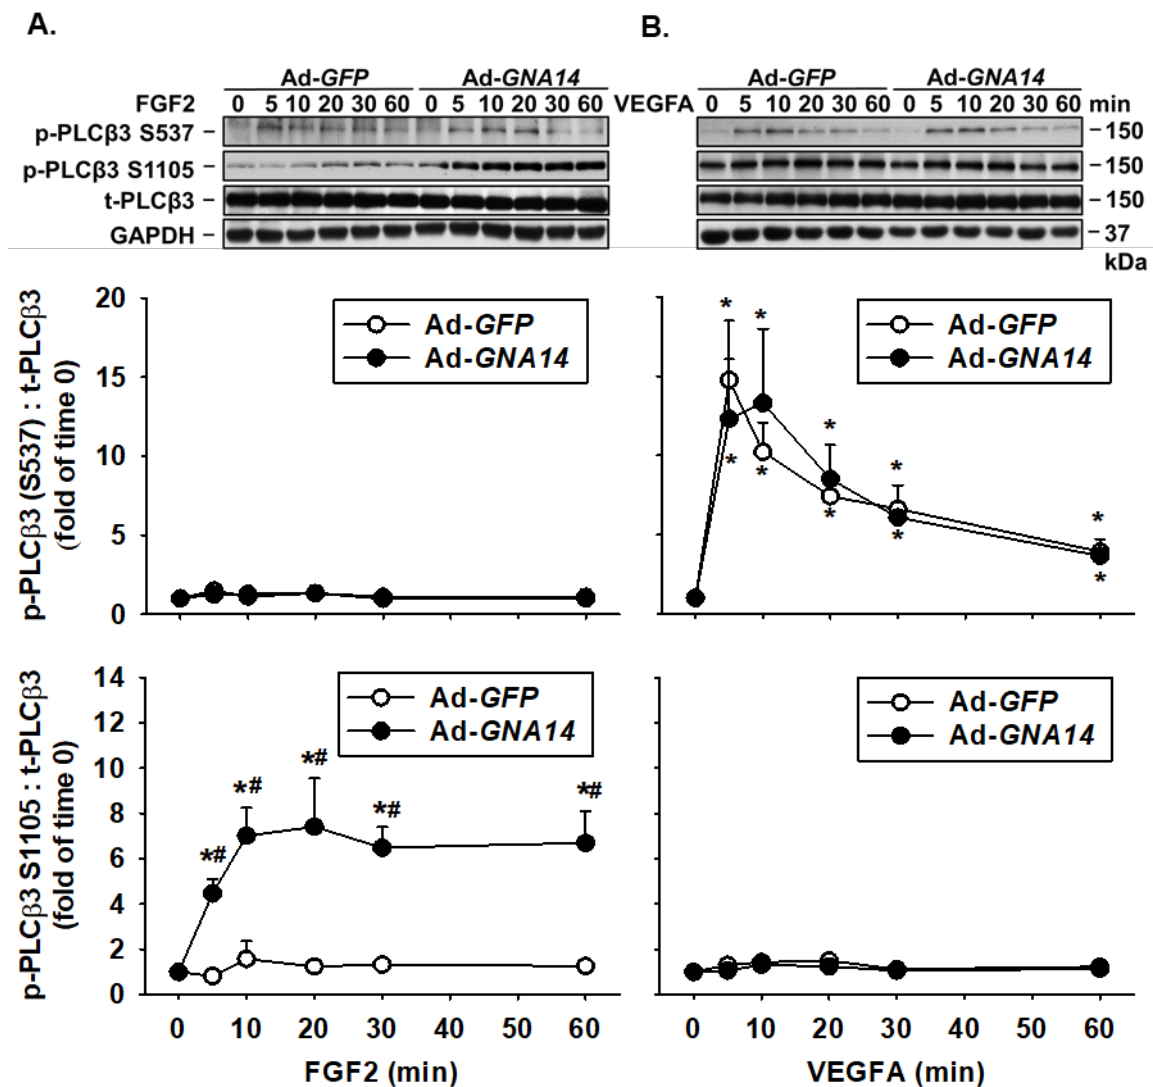 A. B.
Ad-GFP Ad-GNA14 Ad-GFP Ad-GNA14
FGF2 0 5 10 20 30 60 0 5 10 20 30 60 VEGFA 0 5 10 20 30 60 0 5 10 20 30 60 min
p-PLCβ3 S537 – –150
p-PLCβ3 S1105 – –150
t-PLCβ3 – –150
GAPDH – –37
kDa
p-PLCβ3 (S537) : t-PLCβ3
(fold of time 0)
20
15
10
5
0
Ad-GFP
Ad-GNA14
Ad-GFP
Ad-GNA14
* *
*
* *
*
*
*
*
*
p-PLCβ3 S1105 : t-PLCβ3
(fold of time 0)
14
12
10
8
6
4
2
0
Ad-GFP
Ad-GNA14
*# *# *# *# *#
Ad-GFP
Ad-GNA14
0 10 20 30 40 50 60 0 10 20 30 40 50 60
FGF2 (min) VEGFA (min)